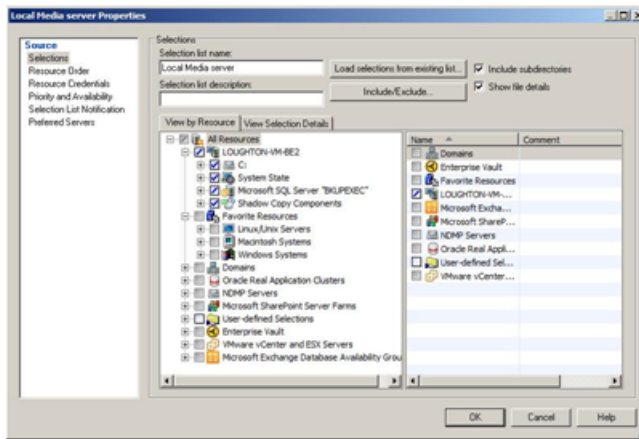 Local Media server Properties
Source
Selections
Resource Order
Resource Credentials
Priority and Availability
Selection List Notification
Preferred Servers
Selections
Selection list name:
Local Media server
Load selections from existing list...
Include subdirectories
Selection list description:
Include/Exclude...
Show file details
View by Resource
View Selection Details
All Resources
LOUGHTON-VM-BE2
C:
System State
Microsoft SQL Server "BKUPEXEC"
Shadow Copy Components
Favorite Resources
Linux/Unix Servers
Macintosh Systems
Windows Systems
Domains
Oracle Real Application Clusters
NDMP Servers
Microsoft SharePoint Server Farms
User-defined Selections
Enterprise Vault
VMware vCenter and ESX Servers
Microsoft Exchange Database Availability Grou
Name
Comment
Domains
Enterprise Vault
Favorite Resources
LOUGHTON-VM-...
Microsoft Excha...
Microsoft ShareP...
NDMP Servers
Oracle Real Appli...
User-defined Sel...
VMware vCenter...
OK
Cancel
Help